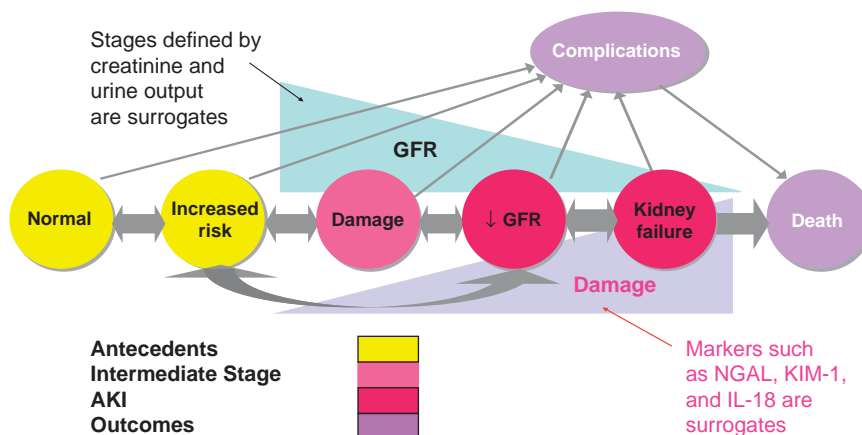 Stages defined by
creatinine and
urine output
are surrogates
Complications
GFR
Normal
Increased
risk
Damage
↓ GFR
Kidney
failure
Death
Damage
Antecedents
Intermediate Stage
AKI
Outcomes
Markers such
as NGAL, KIM-1,
and IL-18 are
surrogates